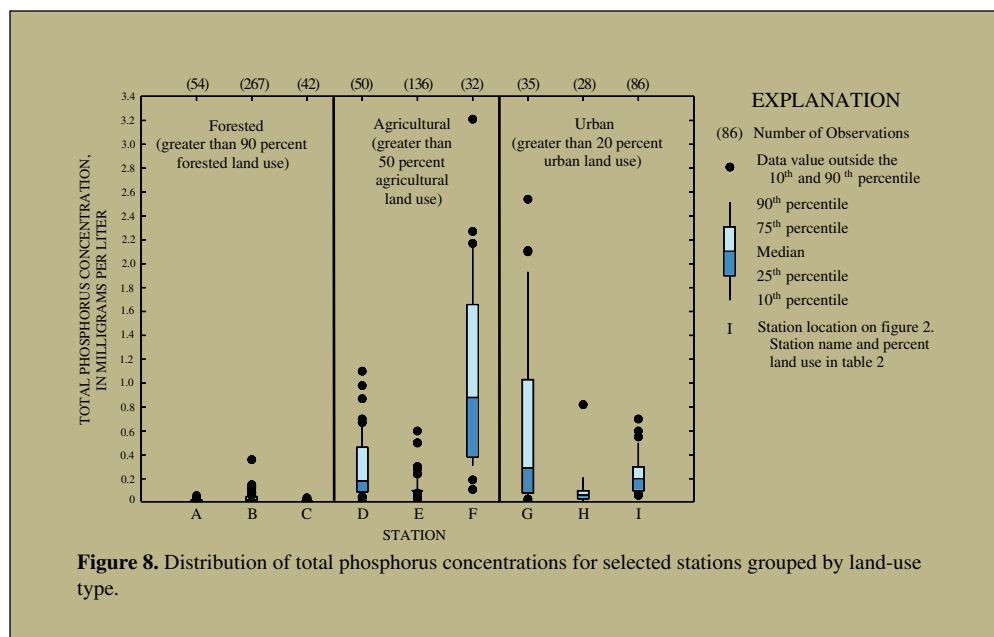 (54) (267) (42) (50) (136) (32) (35) (28) (86)
3.4
3.2
3.0
2.8
2.6
2.4
2.2
2.0
1.8
1.6
1.4
1.2
1.0
0.8
0.6
0.4
0.2
0
TOTAL PHOSPHORUS CONCENTRATION,
IN MILLIGRAMS PER LITER
Forested
(greater than 90 percent
forested land use)
Agricultural
(greater than
50 percent
agricultural
land use)
Urban
(greater than 20 percent
urban land use)
A B C D E F G H I
STATION
EXPLANATION
(86) Number of Observations
Data value outside the
10th and 90 th percentile
90th percentile
75th percentile
Median
25th percentile
10th percentile
I Station location on figure 2.
Station name and percent
land use in table 2
Figure 8. Distribution of total phosphorus concentrations for selected stations grouped by land-use
type.